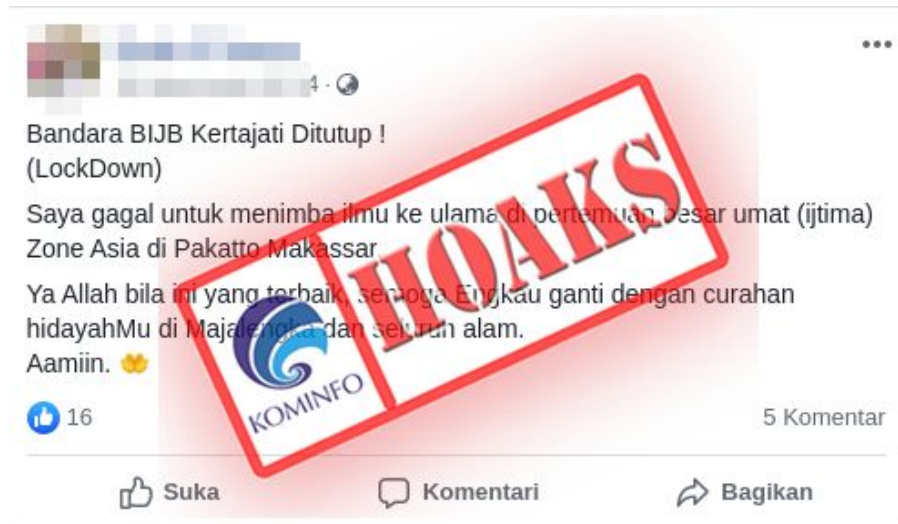 4 ·
Bandara BIJB Kertajati Ditutup !
(LockDown)
Saya gagal untuk menimba ilmu ke ulama di pertemuan besar umat (ijtima)
Zone Asia di Pakatto Makassar.
Ya Allah bila ini yang terbaik, semoga Engkau ganti dengan curahan
hidayahMu di Majalengka dan seluruh alam.
Aamiin. 🤲
HOAKS
KOMINFO
16
5 Komentar
Suka
Komentari
Bagikan